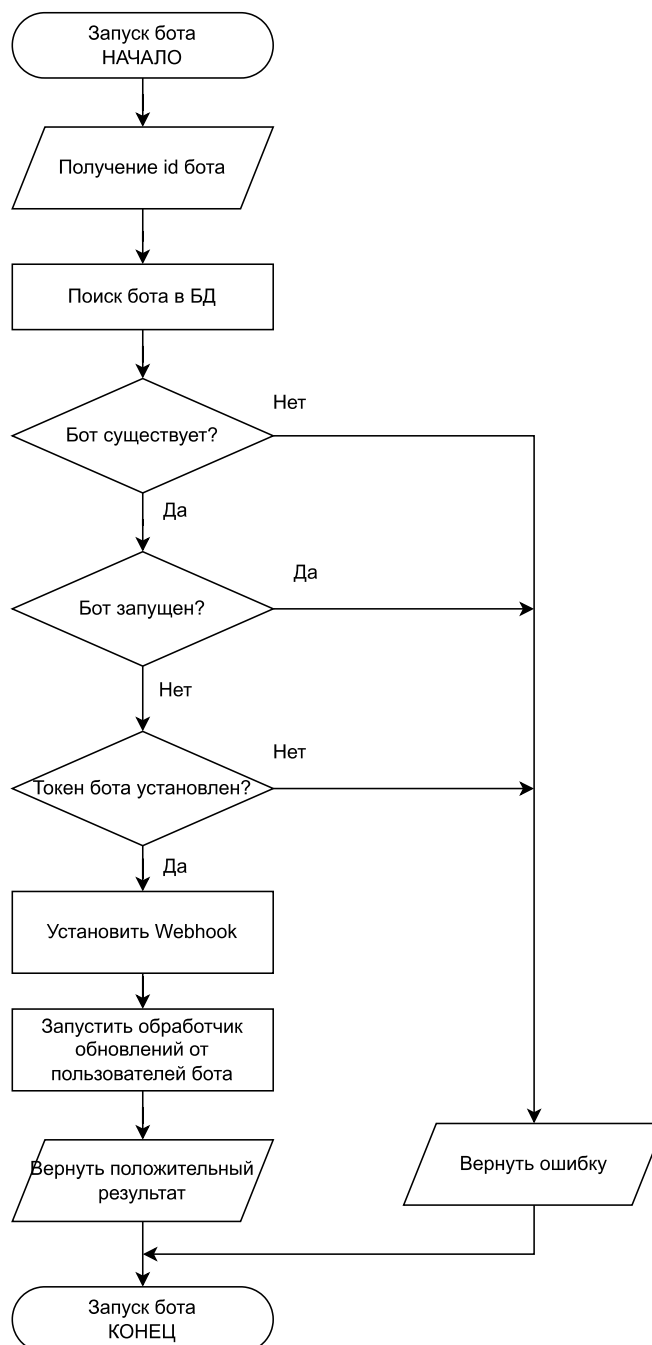 Запуск бота
НАЧАЛО
Получение id бота
Поиск бота в БД
Нет
Бот существует?
Да
Да
Бот запущен?
Нет
Нет
Токен бота установлен?
Да
Установить Webhook
Запустить обработчик
обновлений от
пользователей бота
Вернуть положительный
результат
Вернуть ошибку
Запуск бота
КОНЕЦ